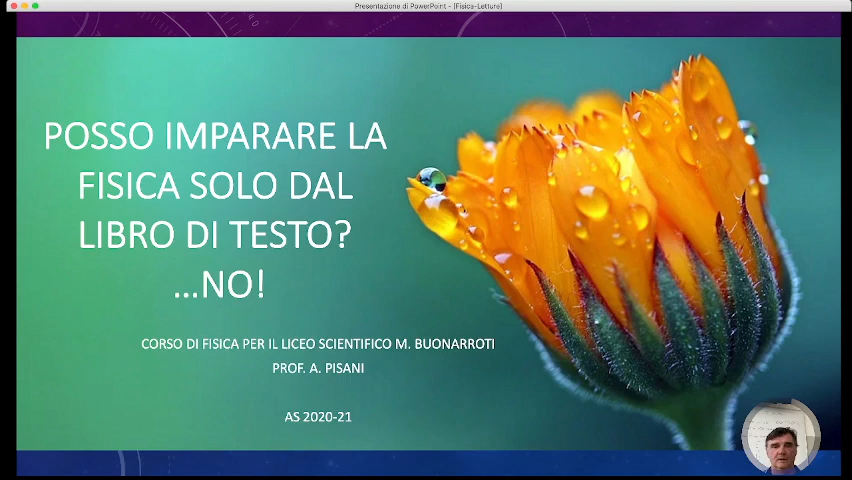 Presentazione di PowerPoint - [Fisica-Letture]
POSSO IMPARARE LA
FISICA SOLO DAL
LIBRO DI TESTO?
...NO!
CORSO DI FISICA PER IL LICEO SCIENTIFICO M. BUONARROTI
PROF. A. PISANI
AS 2020-21